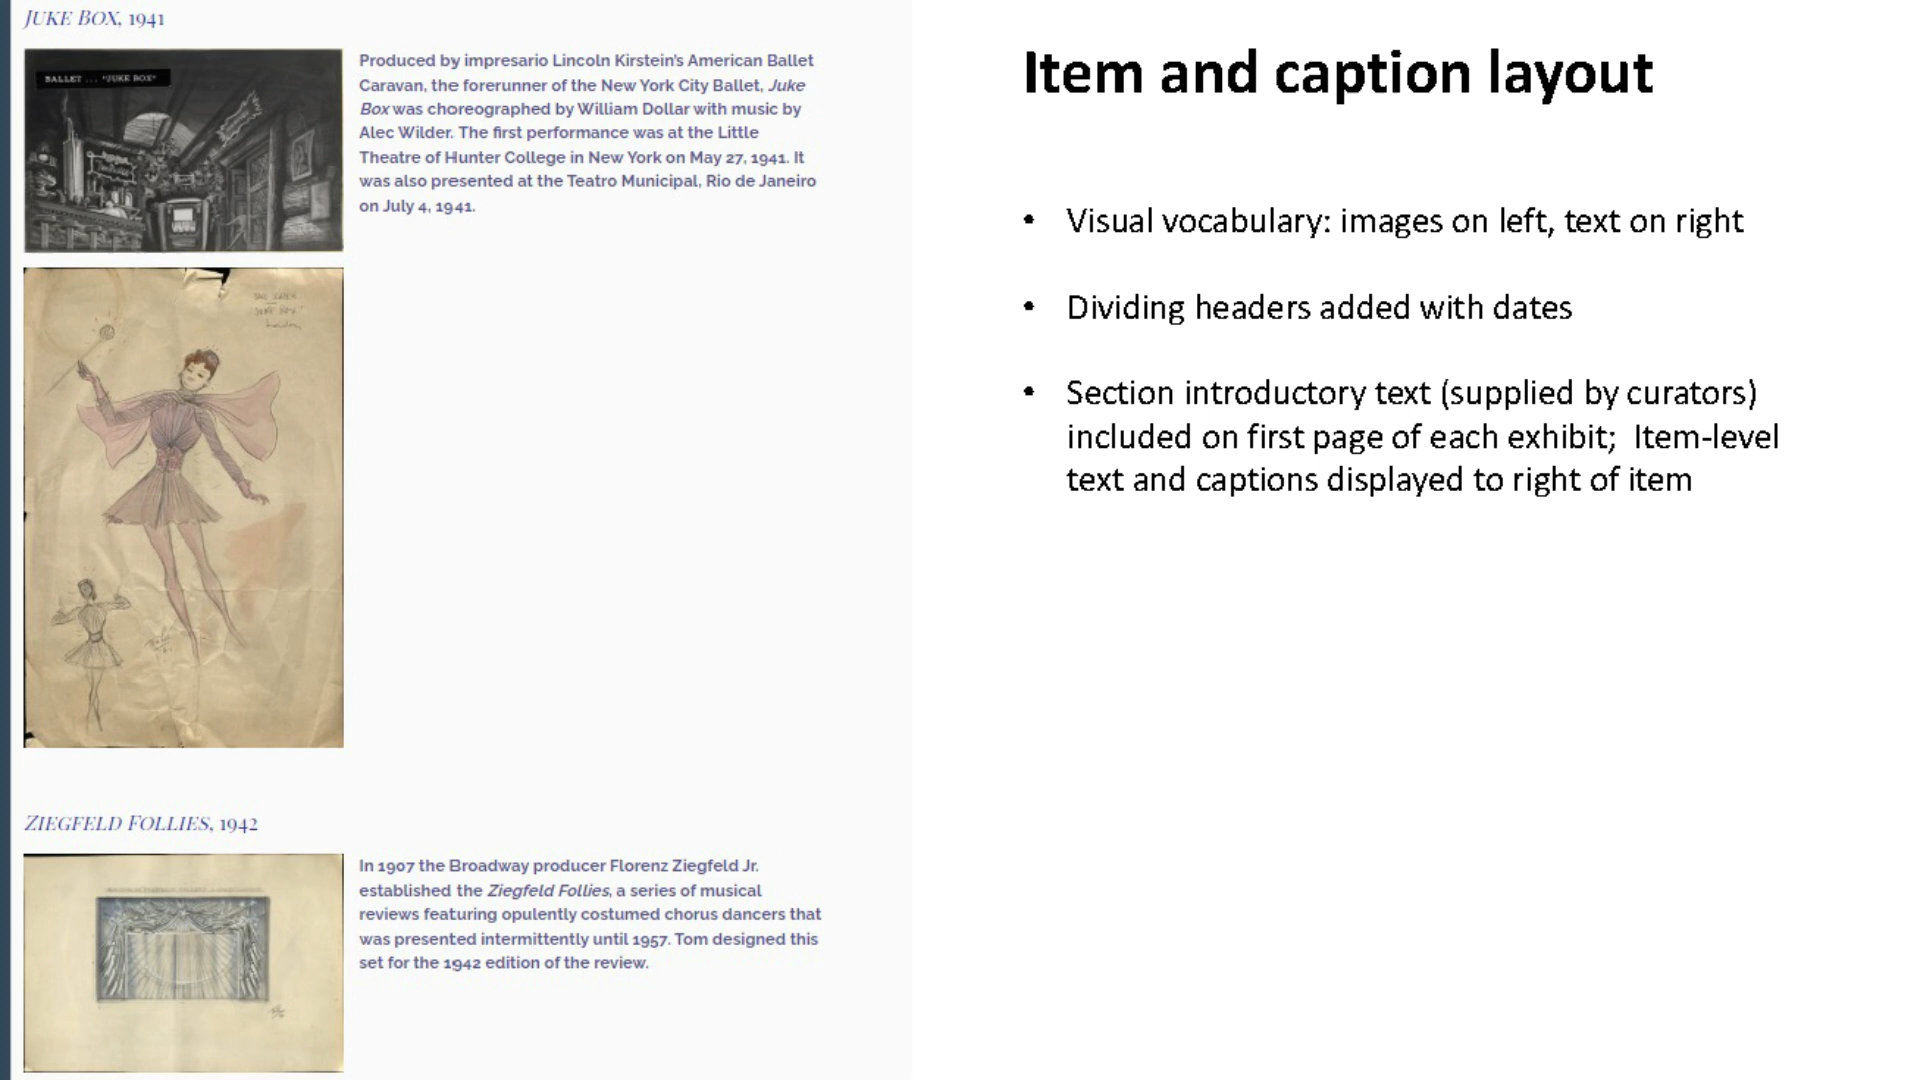 JUKE BOX, 1941
BALLET ... "JUKE BOX"
Produced by impresario Lincoln Kirstein's American Ballet
Caravan, the forerunner of the New York City Ballet, Juke
Box was choreographed by William Dollar with music by
Alec Wilder. The first performance was at the Little
Theatre of Hunter College in New York on May 27, 1941. It
was also presented at the Teatro Municipal, Rio de Janeiro
on July 4, 1941.
ZIEGFELD FOLLIES, 1942
In 1907 the Broadway producer Florenz Ziegfeld Jr.
established the Ziegfeld Follies, a series of musical
reviews featuring opulently costumed chorus dancers that
was presented intermittently until 1957. Tom designed this
set for the 1942 edition of the review.
Item and caption layout
• Visual vocabulary: images on left, text on right
• Dividing headers added with dates
• Section introductory text (supplied by curators)
included on first page of each exhibit;  Item-level
text and captions displayed to right of item